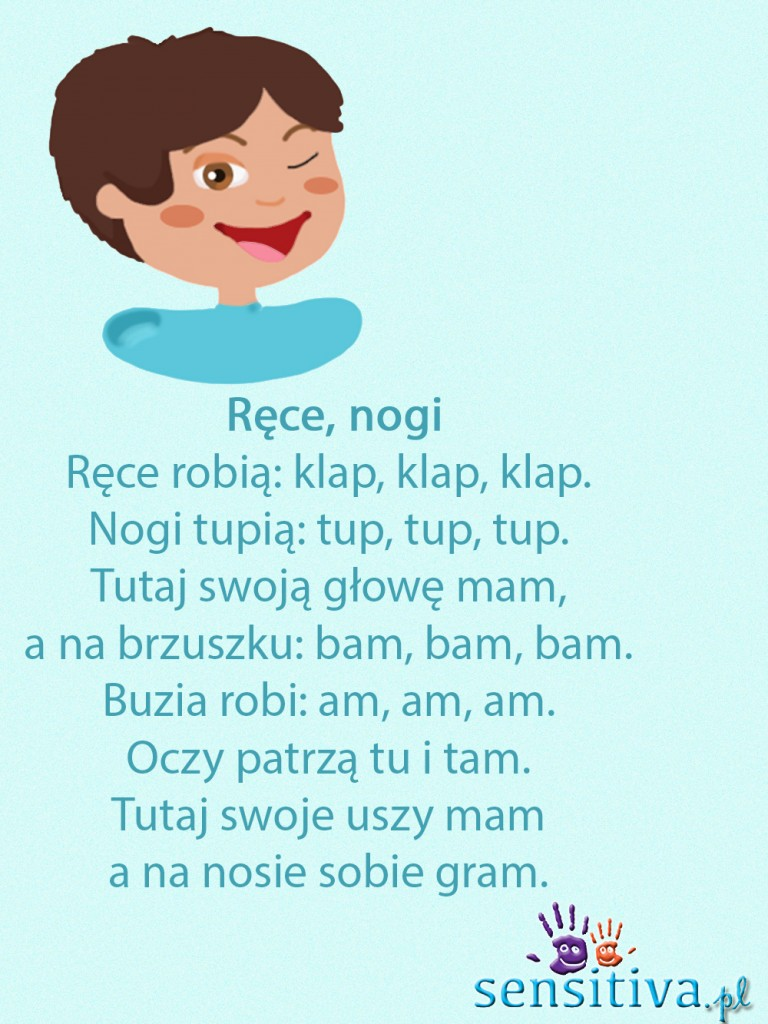 Ręce, nogi
Ręce robią: klap, klap, klap.
Nogi tupią: tup, tup, tup.
Tutaj swoją głowę mam,
a na brzuszku: bam, bam, bam.
Buzia robi: am, am, am.
Oczy patrzą tu i tam.
Tutaj swoje uszy mam
a na nosie sobie gram.
sensitiva.pl